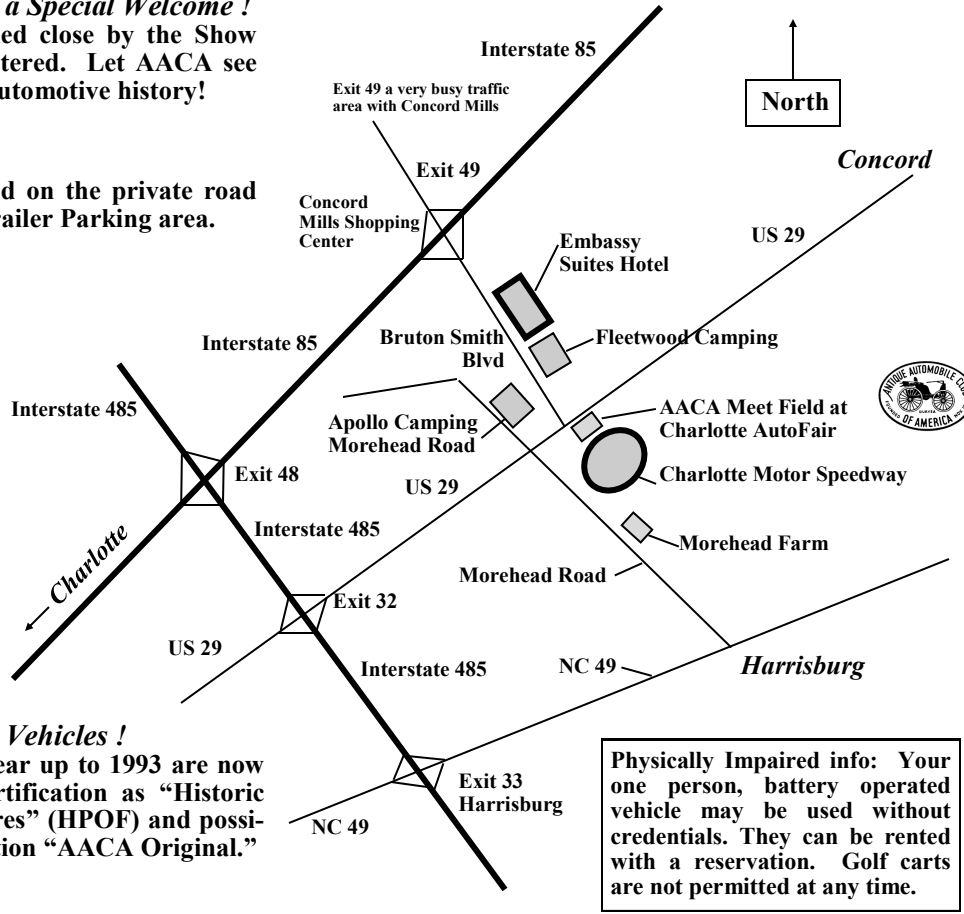 a Special Welcome !
ed close by the Show
tered. Let AACA see
utomotive history!
d on the private road
railer Parking area.
Interstate 85
Exit 49 a very busy traffic
area with Concord Mills
North
Concord
Exit 49
Concord
Mills Shopping
Center
US 29
Embassy
Suites Hotel
Interstate 85
Bruton Smith
Blvd
Fleetwood Camping
Interstate 485
Apollo Camping
Morehead Road
AACA Meet Field at
Charlotte AutoFair
ANTIQUE AUTOMOBILE
OF AMERICA
FOUNDED
Charlotte Motor Speedway
Exit 48
US 29
Interstate 485
Charlotte
Morehead Farm
Morehead Road
Exit 32
US 29
Interstate 485
NC 49
Harrisburg
Vehicles !
ear up to 1993 are now
rtification as “Historic
res” (HPOF) and possi-
tion “AACA Original.”
Exit 33
Harrisburg
NC 49
Physically Impaired info: Your
one person, battery operated
vehicle may be used without
credentials. They can be rented
with a reservation. Golf carts
are not permitted at any time.